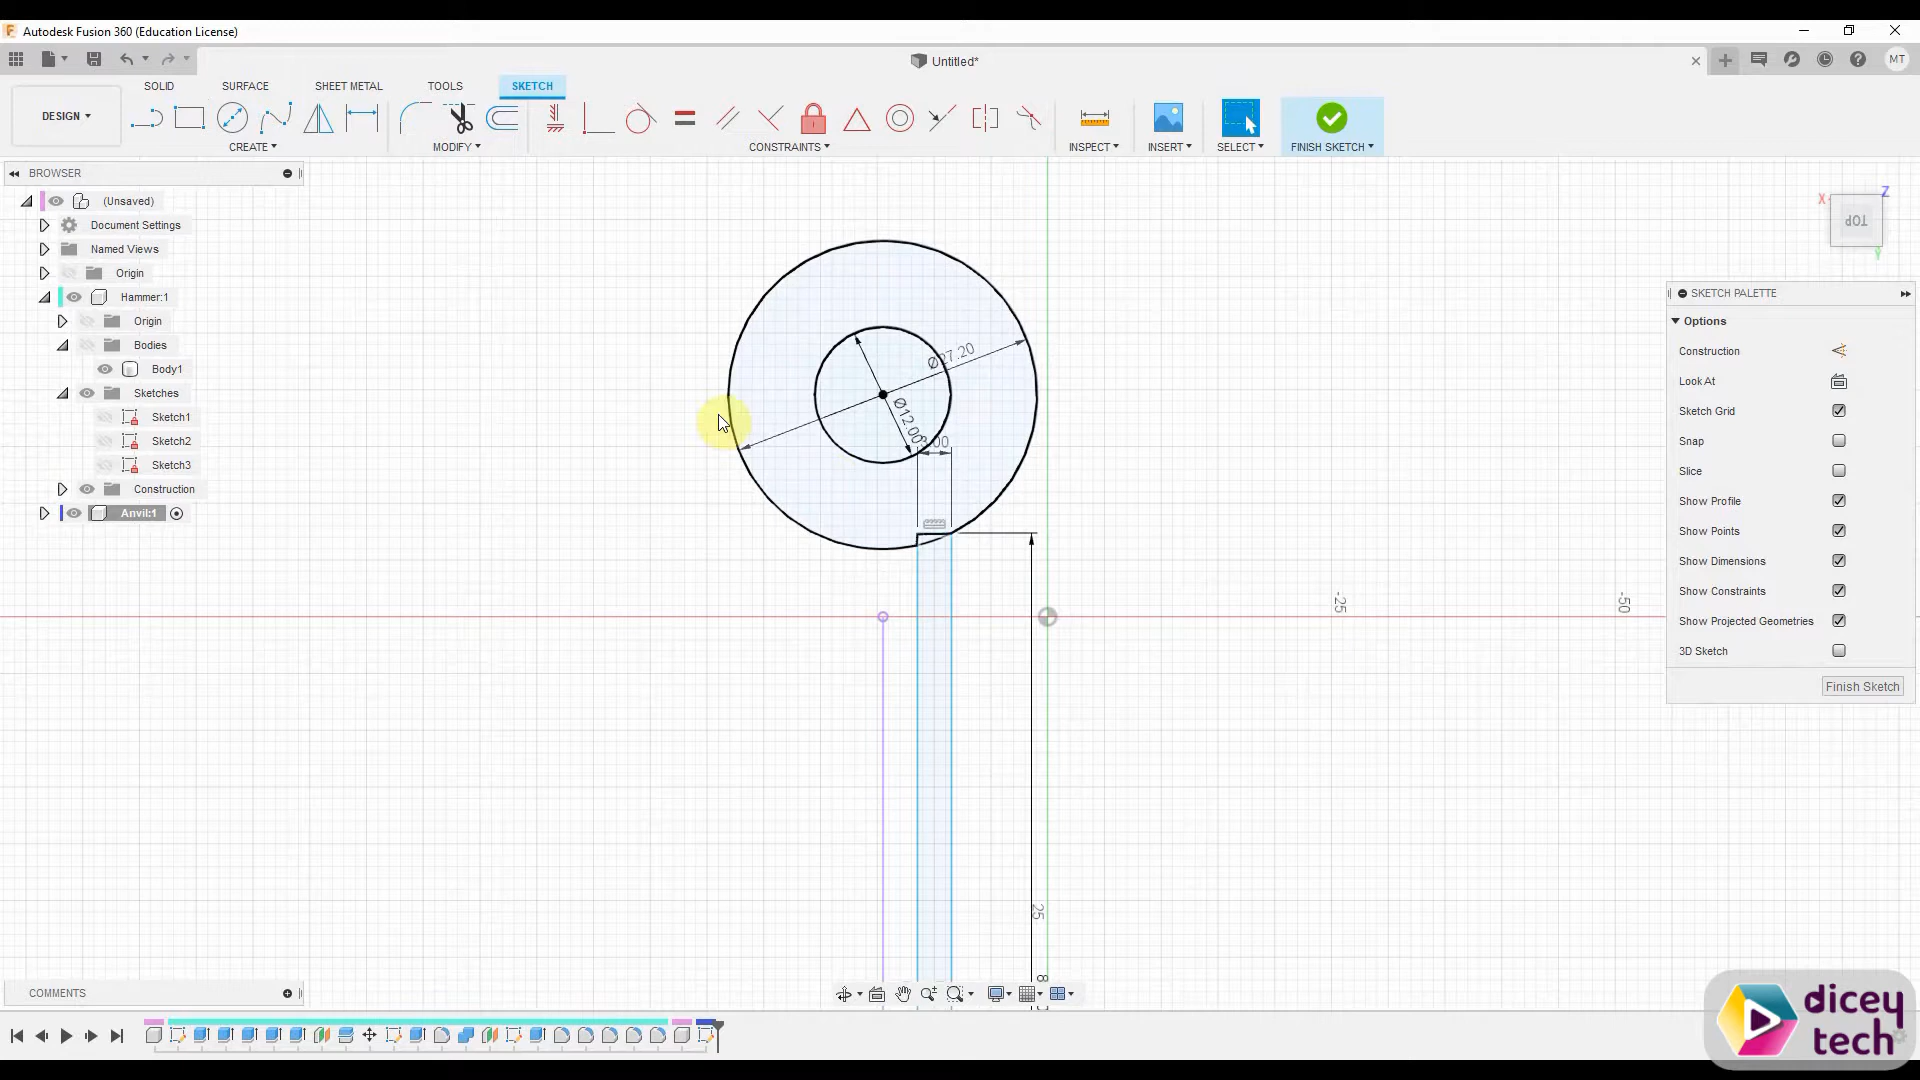 Autodesk Fusion 360 (Education License)
Untitled*
MT
SOLID SURFACE SHEET METAL TOOLS SKETCH
DESIGN
CREATE MODIFY CONSTRAINTS INSPECT INSERT SELECT FINISH SKETCH
BROWSER
(Unsaved)
Document Settings
Named Views
Origin
Hammer:1
Origin
Bodies
Body1
Sketches
Sketch1
Sketch2
Sketch3
Construction
Anvil:1
Ø27.20
Ø12.00
-25
-50
25
X
Z
TOP
Y
SKETCH PALETTE
Options
Construction
Look At
Sketch Grid
Snap
Slice
Show Profile
Show Points
Show Dimensions
Show Constraints
Show Projected Geometries
3D Sketch
Finish Sketch
COMMENTS
dicey
tech